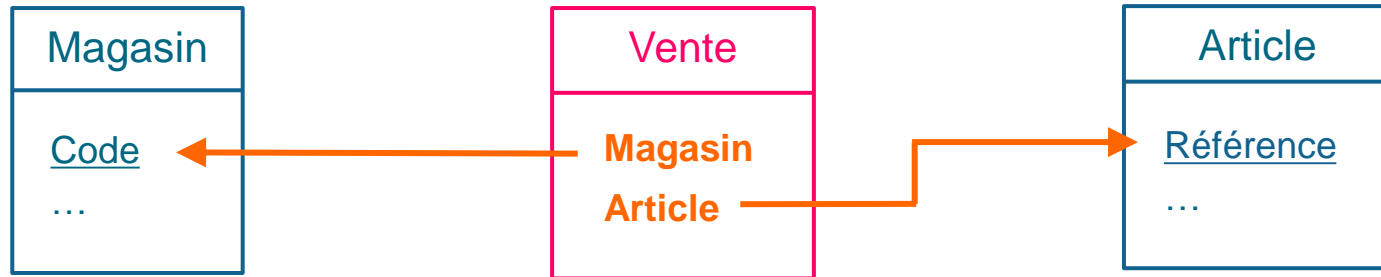 Magasin
Code
…
Vente
Magasin
Article
Article
Référence
…